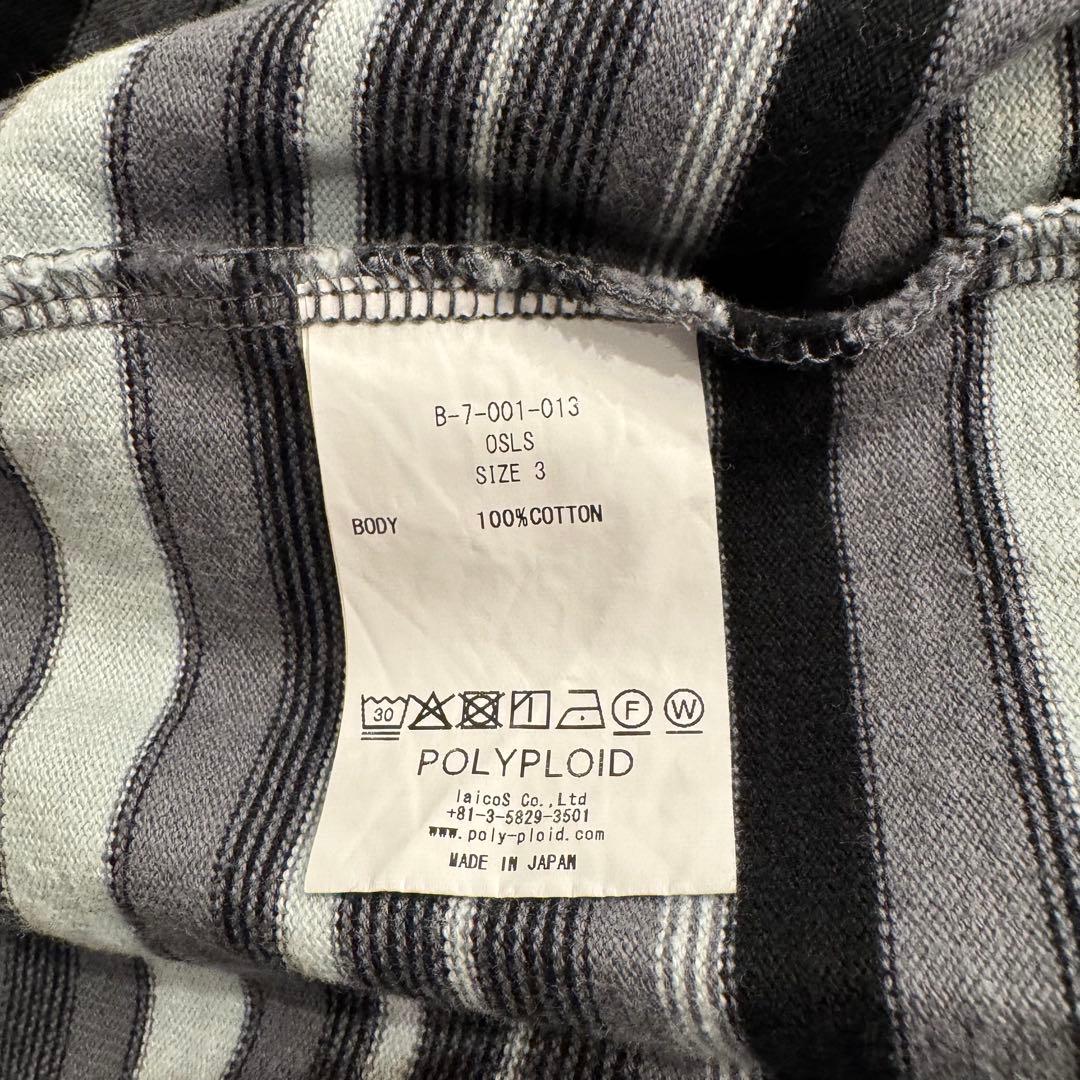 B-7-001-013
OSLS
SIZE 3
BODY 100%COTTON
30 F W
POLYPLOID
laicoS Co.,Ltd
+81-3-5829-3501
www.poly-ploid.com
MADE IN JAPAN